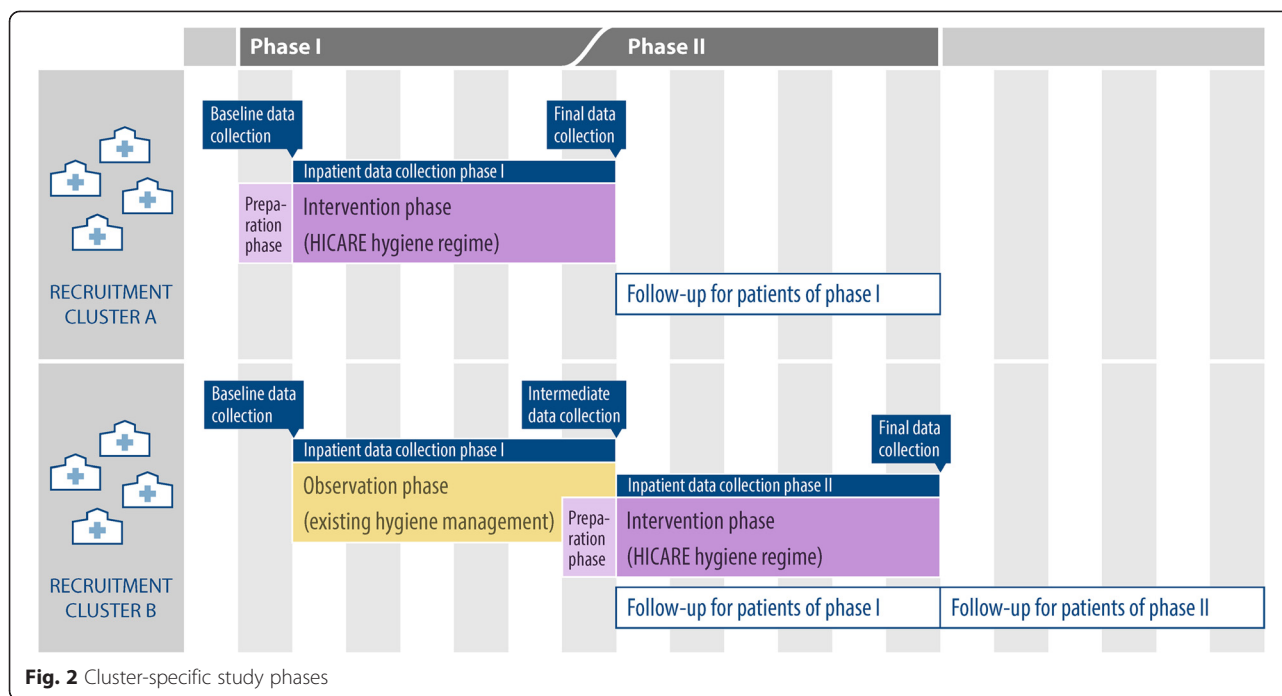 Phase I
Phase II
Baseline data
collection
Final data
collection
Inpatient data collection phase I
Prepa-
ration
phase
Intervention phase
(HICARE hygiene regime)
Follow-up for patients of phase I
RECRUITMENT
CLUSTER A
Baseline data
collection
Intermediate
data collection
Final data
collection
Inpatient data collection phase I
Observation phase
(existing hygiene management)
Inpatient data collection phase II
Prepa-
ration
phase
Intervention phase
(HICARE hygiene regime)
RECRUITMENT
CLUSTER B
Follow-up for patients of phase I
Follow-up for patients of phase II
Fig. 2 Cluster-specific study phases